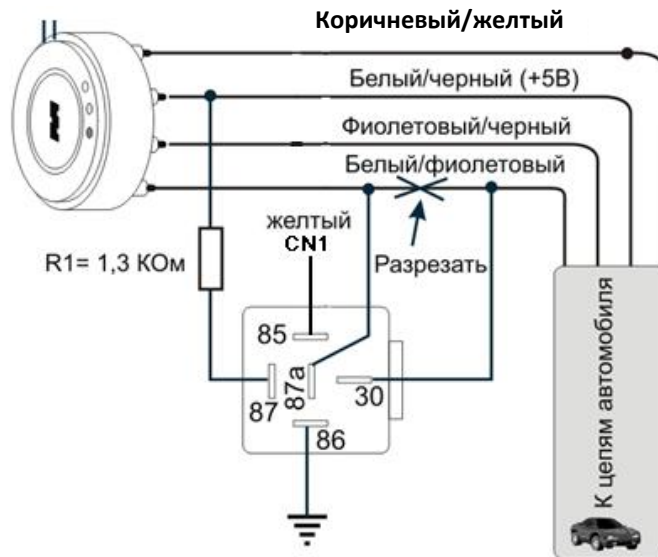 Коричневый/желтый
Белый/черный (+5В)
Фиолетовый/черный
Белый/фиолетовый
желтый
CN1
R1= 1,3 КОм
Разрезать
85
87
87а
30
86
К цепям автомобиля